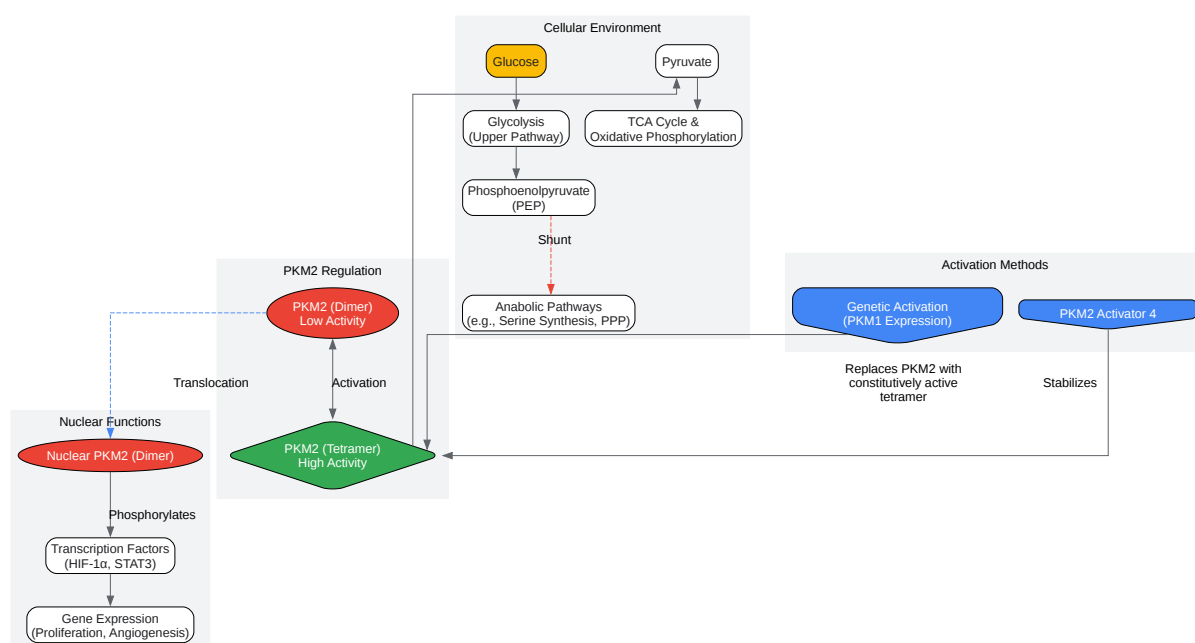 Cellular Environment
Glucose
Pyruvate
Glycolysis
(Upper Pathway)
TCA Cycle &
Oxidative Phosphorylation
Phosphoenolpyruvate
(PEP)
Shunt
Anabolic Pathways
(e.g., Serine Synthesis, PPP)
PKM2 Regulation
PKM2 (Dimer)
Low Activity
Translocation
Activation
PKM2 (Tetramer)
High Activity
Activation Methods
Genetic Activation
(PKM1 Expression)
PKM2 Activator 4
Replaces PKM2 with
constitutively active
tetramer
Stabilizes
Nuclear Functions
Nuclear PKM2 (Dimer)
Phosphorylates
Transcription Factors
(HIF-1α, STAT3)
Gene Expression
(Proliferation, Angiogenesis)